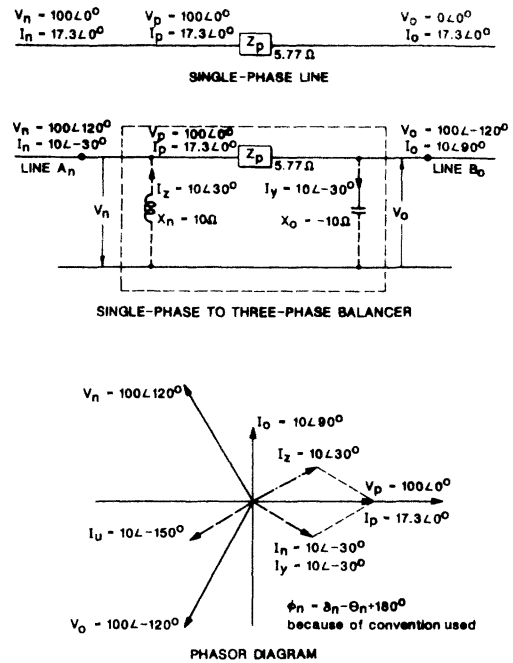 Vn - 100∠0°
Vp - 100∠0°
Vo - 0∠0°
In - 17.3∠0°
Ip - 17.3∠0°
Zp
5.77Ω
Io - 17.3∠0°
SINGLE-PHASE LINE
Vn - 100∠120°
Vp - 100∠0°
Vo - 100∠-120°
In - 10∠-30°
Ip - 17.3∠0°
Zp
5.77Ω
Io - 10∠90°
LINE An
LINE Bo
Iz - 10∠30°
Iy - 10∠-30°
Vn
Xn - 10Ω
Xo - -10Ω
Vo
SINGLE-PHASE TO THREE-PHASE BALANCER
Vn - 100∠120°
Io - 10∠90°
Iz - 10∠30°
Vp - 100∠0°
Ip - 17.3∠0°
Iu - 10∠-150°
In - 10∠-30°
Iy - 10∠-30°
Vo - 100∠-120°
φn - ∂n-θn+180°
because of convention used
PHASOR DIAGRAM